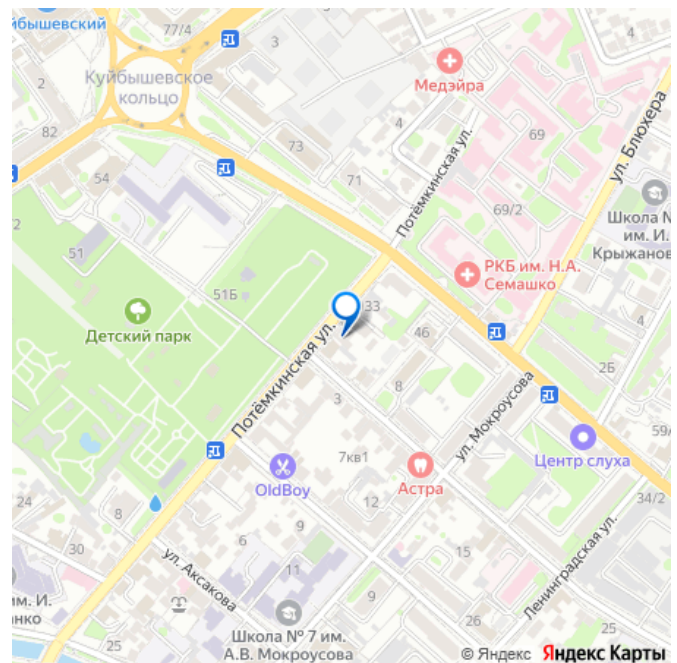 йбышевский
77/4
3
4
Куйбышевское
кольцо
Медэйра
2
4
ул. Блюхера
82
73
69
54
71
Потёмкинская ул.
69/2
Школа №
им. И.
Крыжанов
2
51
РКБ им. Н.А.
Семашко
51Б
33
Детский парк
46
Потёмкинская ул.
2Б
8
3
ул. Мокроусова
59/
7кв1
Центр слуха
OldBoy
Астра
24
12
34/2
8
9
30
6
15
Ленинградская ул.
ул. Аксакова
11
им. И.
нко
9
26
25
Школа № 7 им.
А.В. Мокроусова
25
© Яндекс Яндекс Карты